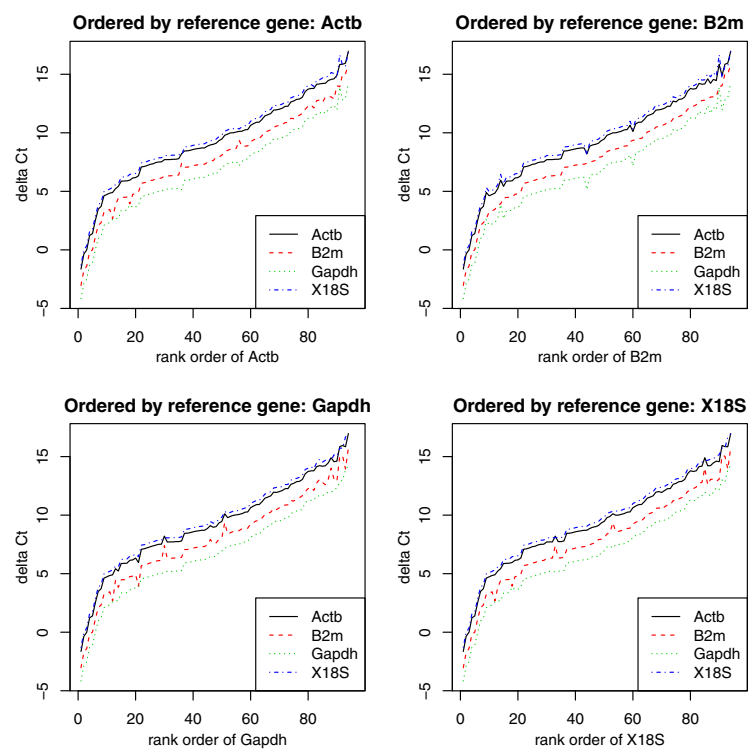 Ordered by reference gene: Actb
delta Ct
15
10
5
0
−5
Actb
B2m
Gapdh
X18S
0 20 40 60 80
rank order of Actb
Ordered by reference gene: B2m
delta Ct
15
10
5
0
−5
Actb
B2m
Gapdh
X18S
0 20 40 60 80
rank order of B2m
Ordered by reference gene: Gapdh
delta Ct
15
10
5
0
−5
Actb
B2m
Gapdh
X18S
0 20 40 60 80
rank order of Gapdh
Ordered by reference gene: X18S
delta Ct
15
10
5
0
−5
Actb
B2m
Gapdh
X18S
0 20 40 60 80
rank order of X18S